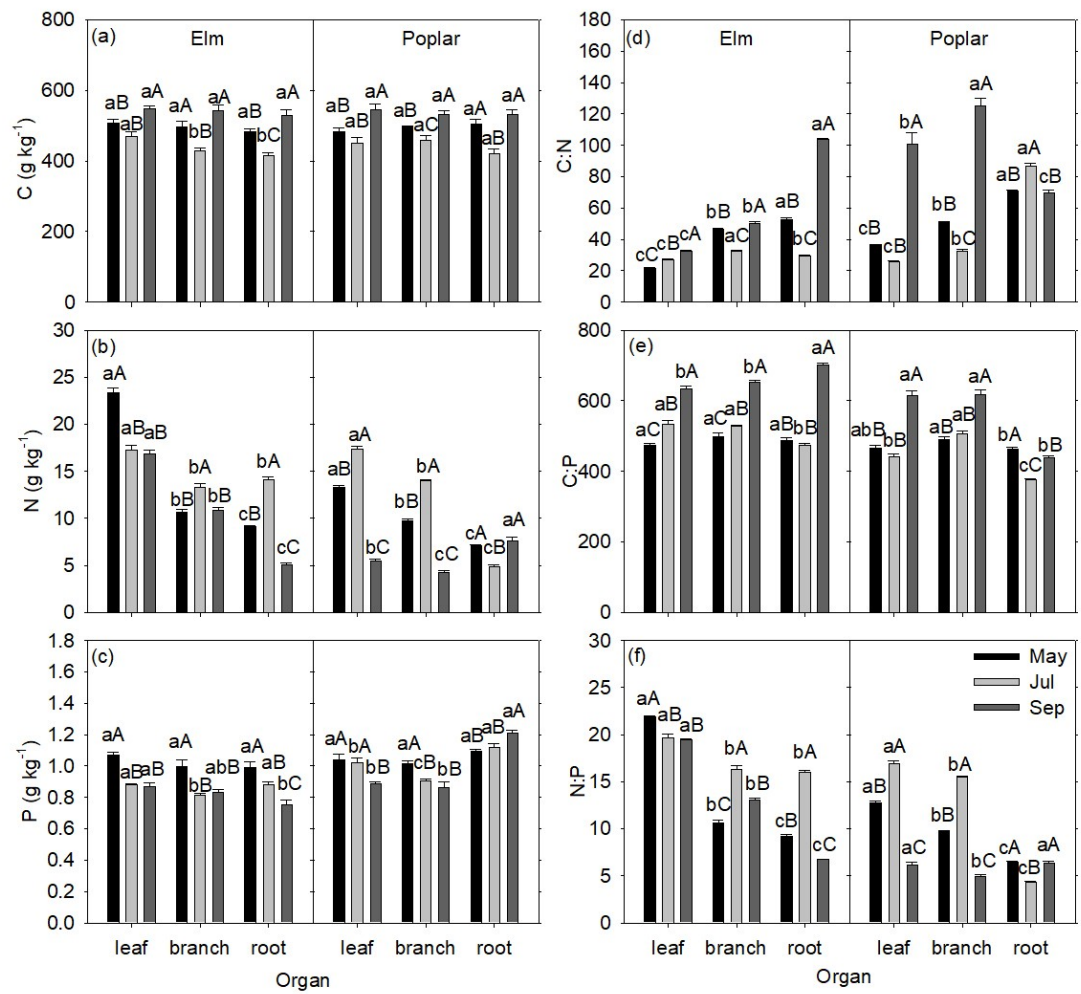 (a)
Elm
Poplar
C (g kg-1)
800
600
400
200
0
aB aB aA aA bB aA aB bC aA
aB aB aA aB aC aA aA aB aA
(b)
N (g kg-1)
30
25
20
15
10
5
0
aA aB aB bB bA bB cB bA cC
aB aA bC bB bA cC cA cB aA
(c)
P (g kg-1)
1.8
1.6
1.4
1.2
1.0
0.8
0.6
0.4
0.2
0.0
aA aB aB aA bB abB aA aB bC
aA bA bB aA cB bB aB aB aA
leaf branch root leaf branch root
Organ
(d)
Elm
Poplar
C:N
180
160
140
120
100
80
60
40
20
0
cC cB cA bB aC bA aB bC aA
cB cB bA bB bC aA aB aA cB
(e)
C:P
800
600
400
200
0
aC aB bA aC aB bA aB bB aA
abB bB aA aB aB aA bA cC bB
(f)
N:P
30
25
20
15
10
5
0
May
Jul
Sep
aA aB aB bC bA bB cB bA cC
aB aA aC bB bA bC cA cB aA
leaf branch root leaf branch root
Organ